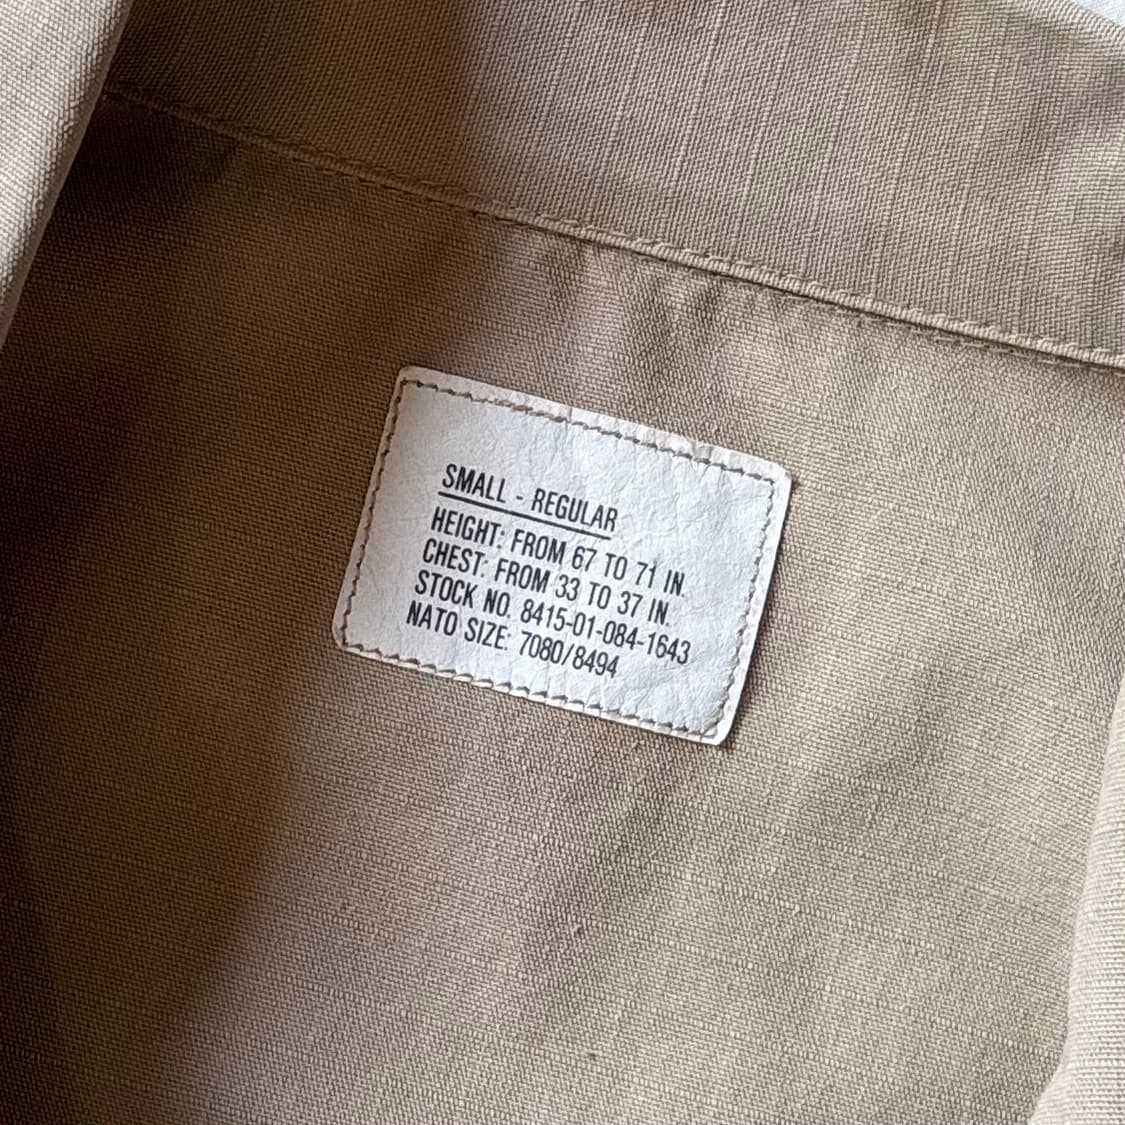 SMALL - REGULAR
HEIGHT: FROM 67 TO 71 IN.
CHEST: FROM 33 TO 37 IN.
STOCK NO. 8415-01-084-1643
NATO SIZE: 7080/8494